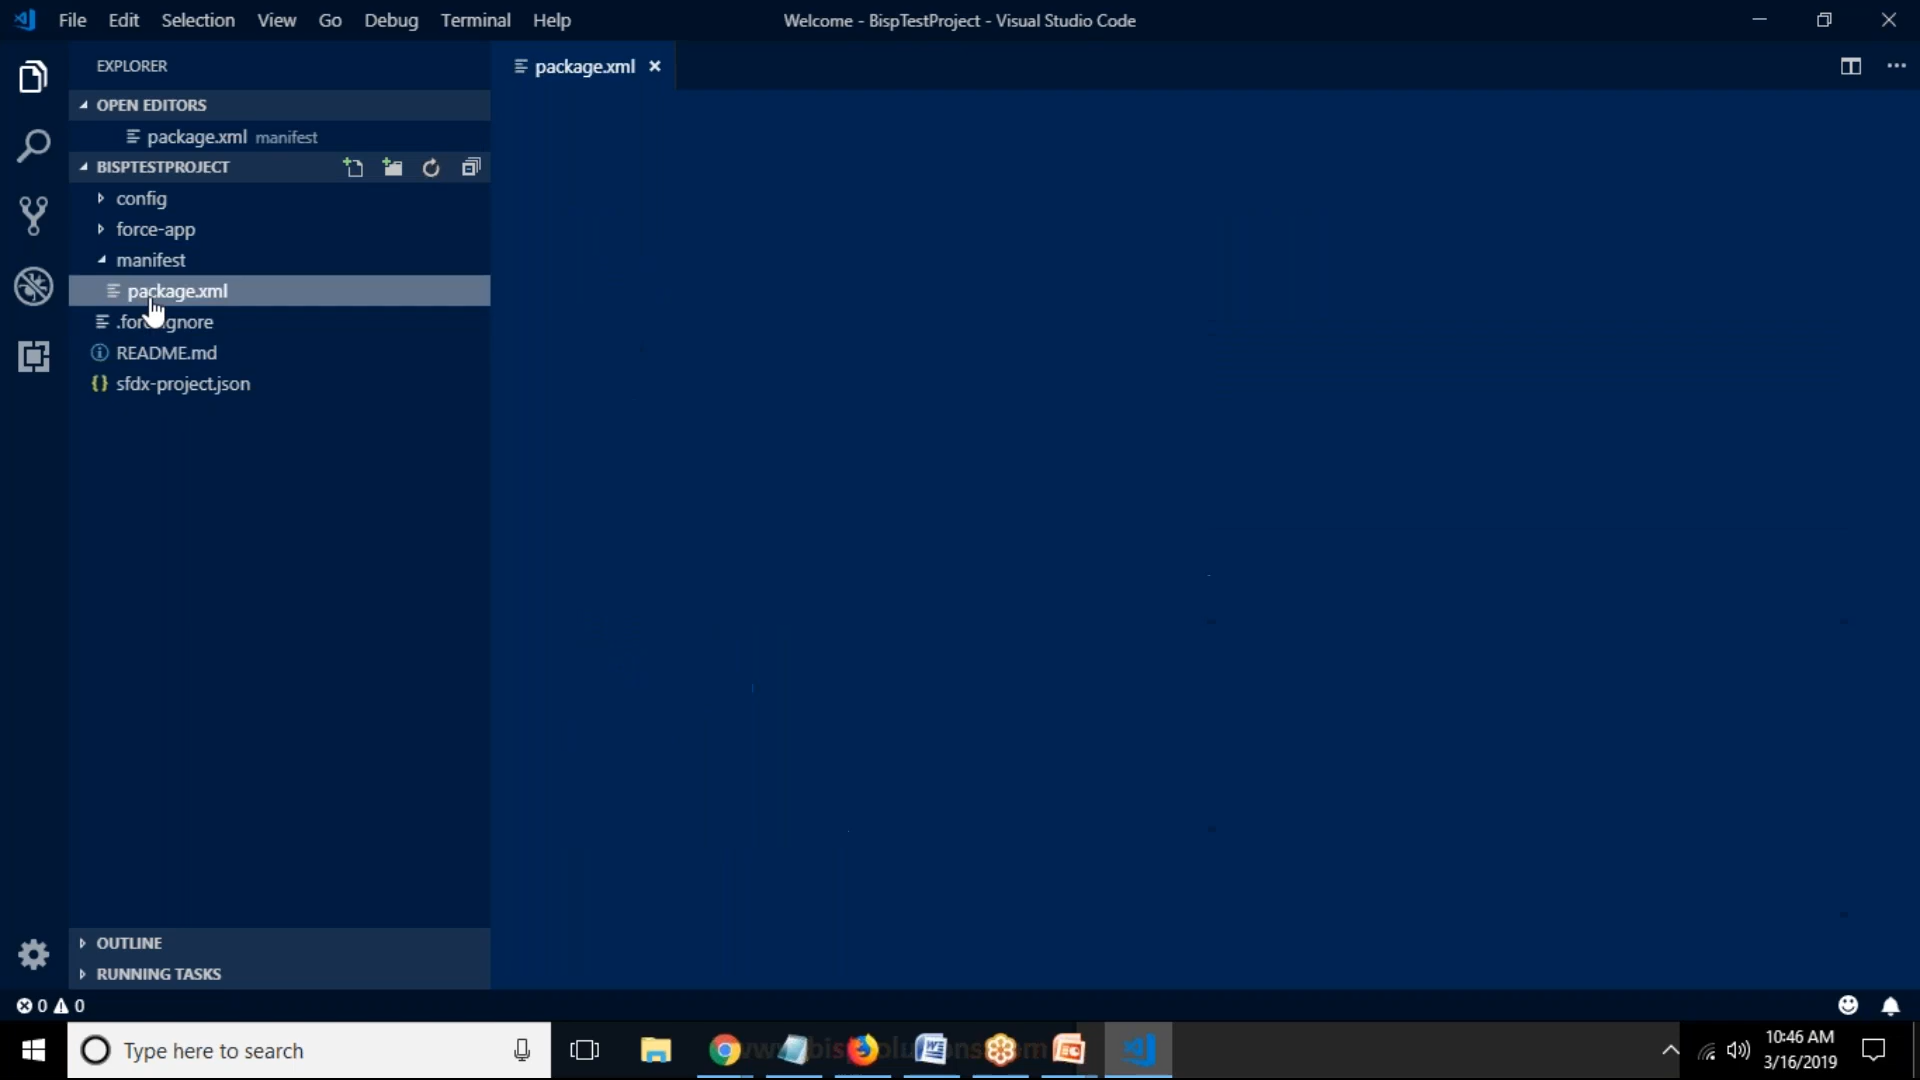 File Edit Selection View Go Debug Terminal Help
Welcome - BispTestProject - Visual Studio Code
EXPLORER
package.xml
OPEN EDITORS
package.xml manifest
BISPTESTPROJECT
config
force-app
manifest
package.xml
README.md
{} sfdx-project.json
OUTLINE
RUNNING TASKS
0 0
Type here to search
10:46 AM
3/16/2019